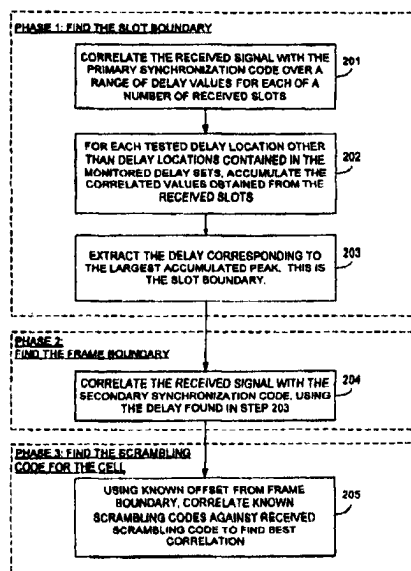 PHASE 1: FIND THE SLOT BOUNDARY
CORRELATE THE RECEIVED SIGNAL WITH THE
PRIMARY SYNCHRONIZATION CODE OVER A
RANGE OF DELAY VALUES FOR EACH OF A
NUMBER OF RECEIVED SLOTS
201
FOR EACH TESTED DELAY LOCATION OTHER
THAN DELAY LOCATIONS CONTAINED IN THE
MONITORED DELAY SETS, ACCUMULATE THE
CORRELATED VALUES OBTAINED FROM THE
RECEIVED SLOTS
202
EXTRACT THE DELAY CORRESPONDING TO
THE LARGEST ACCUMULATED PEAK. THIS IS
THE SLOT BOUNDARY.
203
PHASE 2:
FIND THE FRAME BOUNDARY
CORRELATE THE RECEIVED SIGNAL WITH THE
SECONDARY SYNCHRONIZATION CODE, USING
THE DELAY FOUND IN STEP 203
204
PHASE 3: FIND THE SCRAMBLING
CODE FOR THE CELL
USING KNOWN OFFSET FROM FRAME
BOUNDARY, CORRELATE KNOWN
SCRAMBLING CODES AGAINST RECEIVED
SCRAMBLING CODE TO FIND BEST
CORRELATION
205